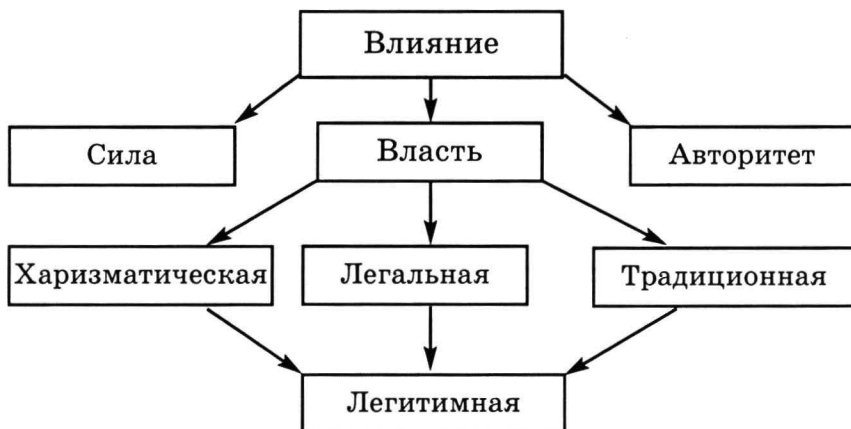 Влияние
Сила
Власть
Авторитет
Харизматическая
Легальная
Традиционная
Легитимная